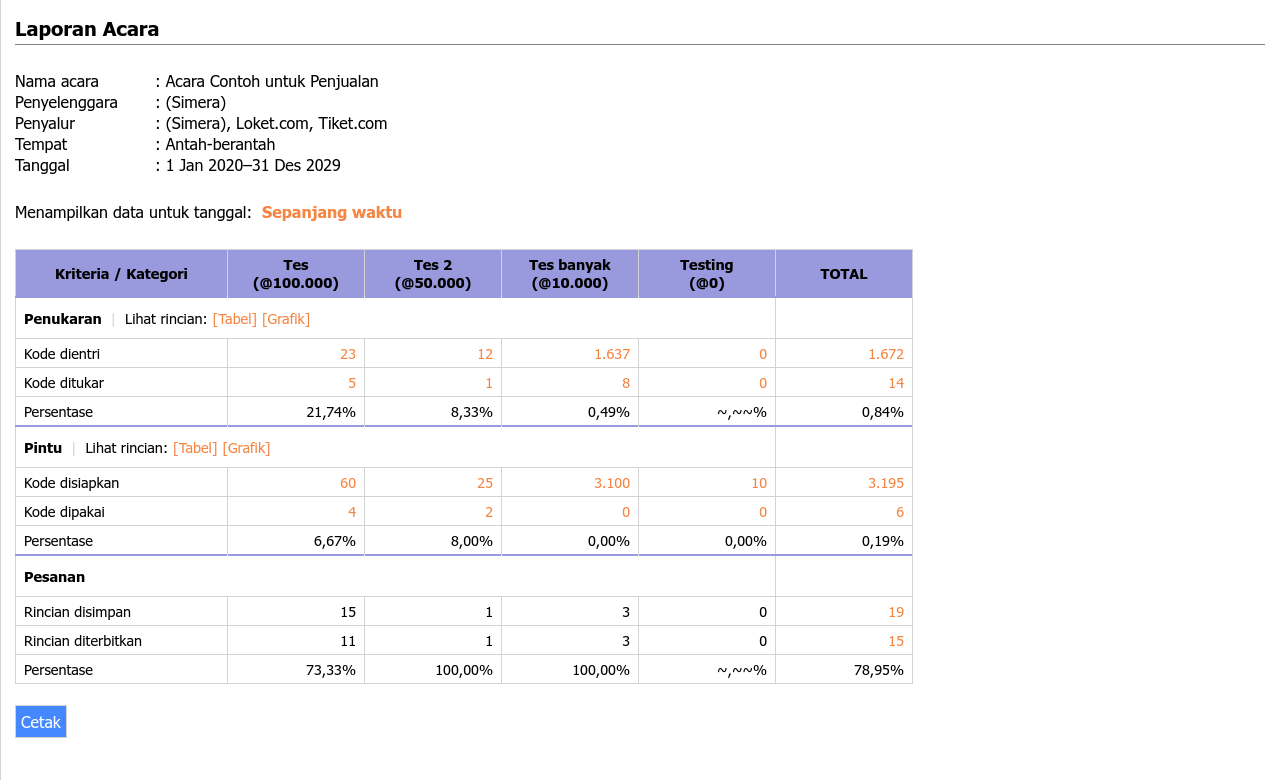 Laporan Acara
Nama acara : Acara Contoh untuk Penjualan
Penyelenggara : (Simera)
Penyalur : (Simera), Loket.com, Tiket.com
Tempat : Antah-berantah
Tanggal : 1 Jan 2020–31 Des 2029
Menampilkan data untuk tanggal: Sepanjang waktu
Kriteria / Kategori Tes (@100.000) Tes 2 (@50.000) Tes banyak (@10.000) Testing (@0) TOTAL
Penukaran | Lihat rincian: [Tabel] [Grafik]
Kode dientri 23 12 1.637 0 1.672
Kode ditukar 5 1 8 0 14
Persentase 21,74% 8,33% 0,49% ~,~~% 0,84%
Pintu | Lihat rincian: [Tabel] [Grafik]
Kode disiapkan 60 25 3.100 10 3.195
Kode dipakai 4 2 0 0 6
Persentase 6,67% 8,00% 0,00% 0,00% 0,19%
Pesanan
Rincian disimpan 15 1 3 0 19
Rincian diterbitkan 11 1 3 0 15
Persentase 73,33% 100,00% 100,00% ~,~~% 78,95%
Cetak